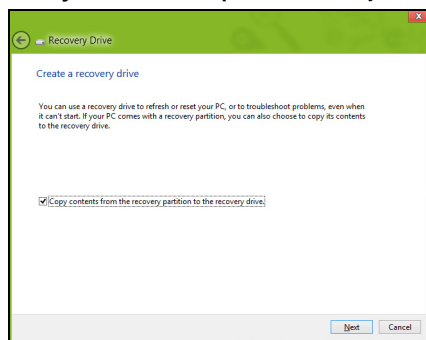 Recovery Drive
Create a recovery drive
You can use a recovery drive to refresh or reset your PC, or to troubleshoot problems, even when
it can't start. If your PC comes with a recovery partition, you can also choose to copy its contents
to the recovery drive.
Copy contents from the recovery partition to the recovery drive.
Next Cancel